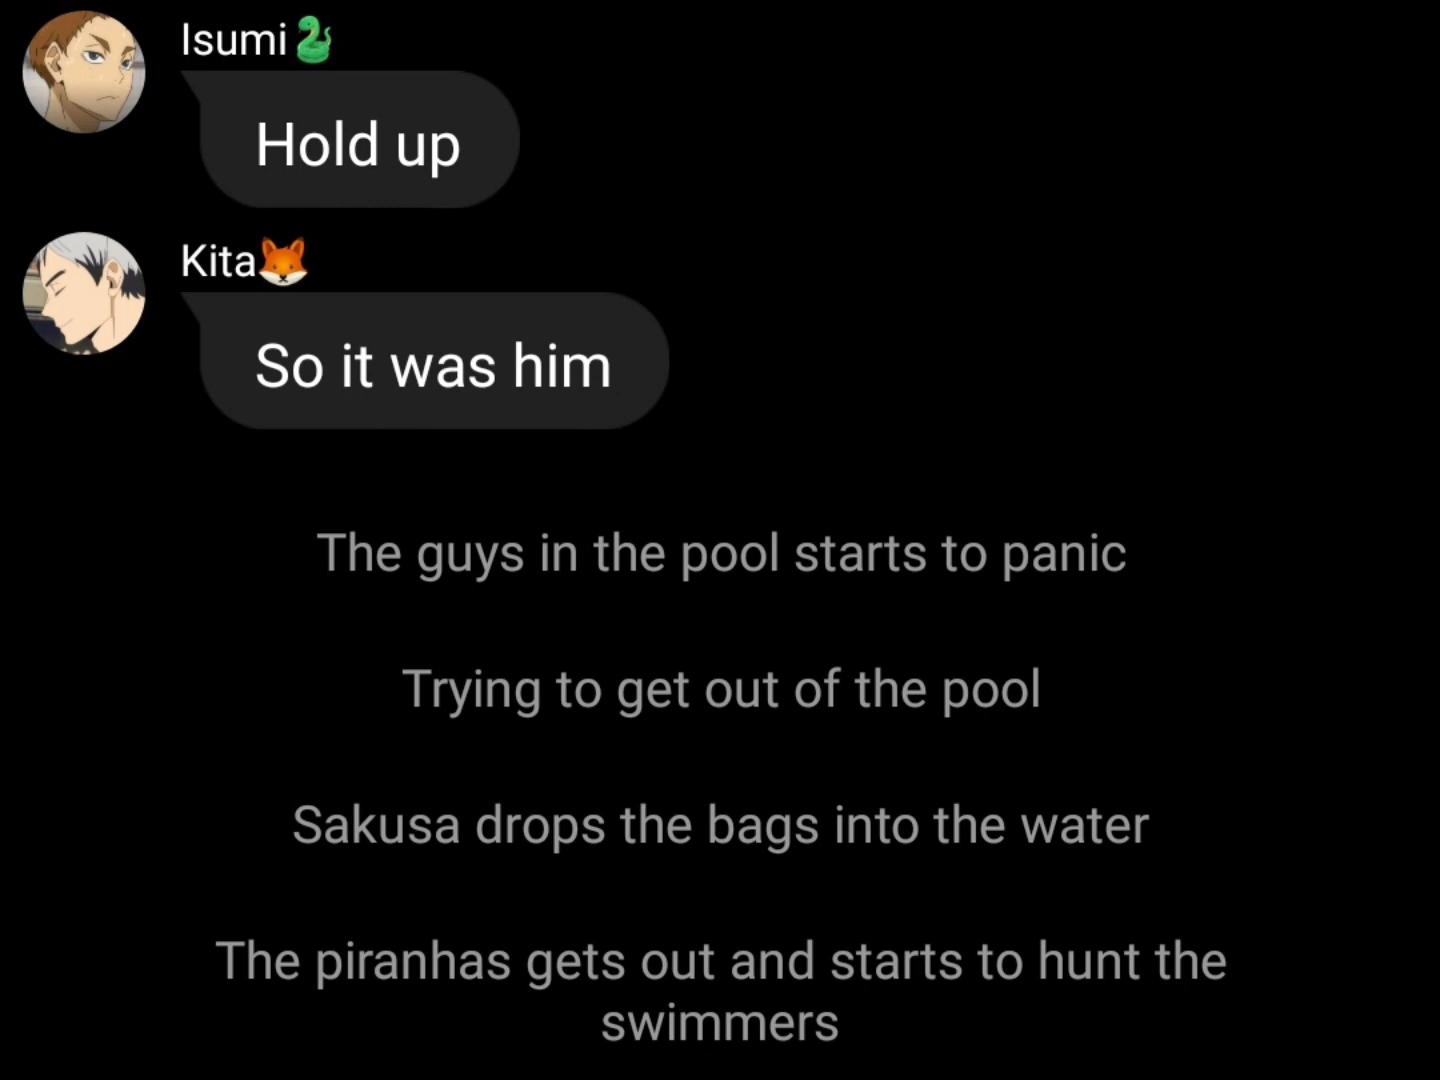 Isumi🐍
Hold up
Kita🦊
So it was him
The guys in the pool starts to panic
Trying to get out of the pool
Sakusa drops the bags into the water
The piranhas gets out and starts to hunt the
swimmers